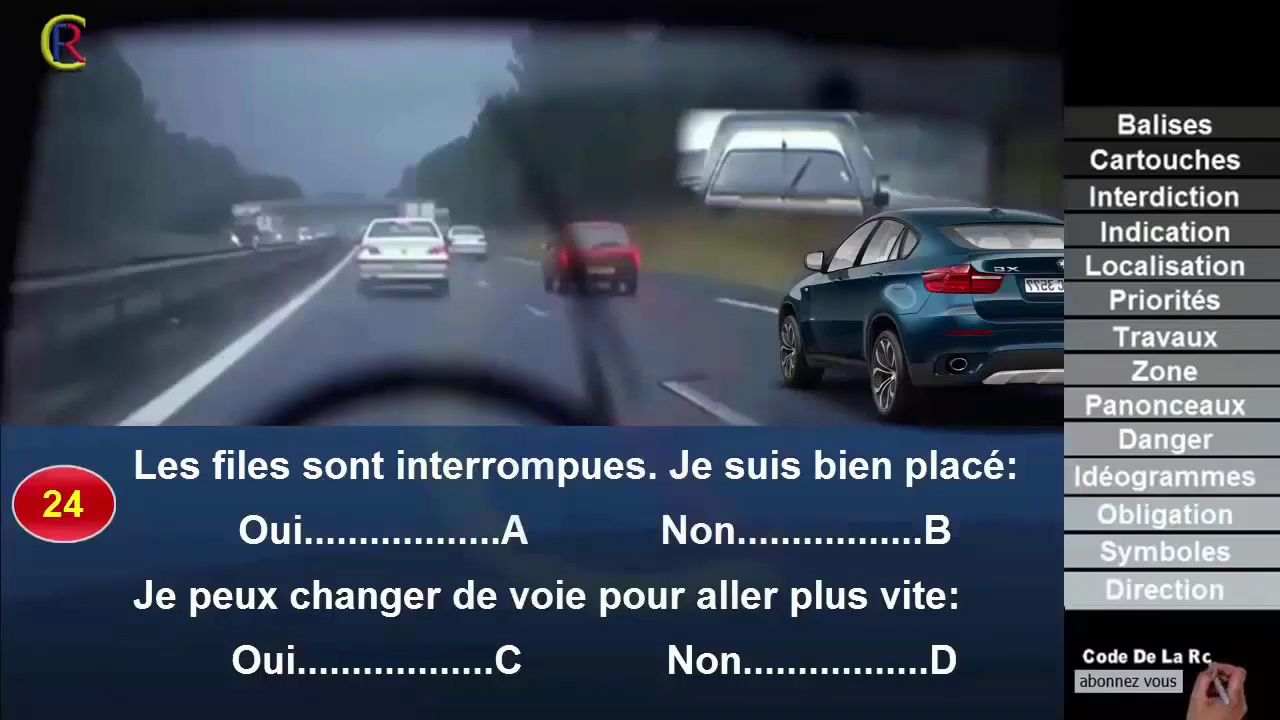 CR
Balises
Cartouches
Interdiction
Indication
Localisation
Priorités
Travaux
Zone
Panonceaux
Danger
Idéogrammes
Obligation
Symboles
Direction
24
Les files sont interrompues. Je suis bien placé:
Oui..................A Non.................B
Je peux changer de voie pour aller plus vite:
Oui..................C Non.................D
Code De La Rc
abonnez vous